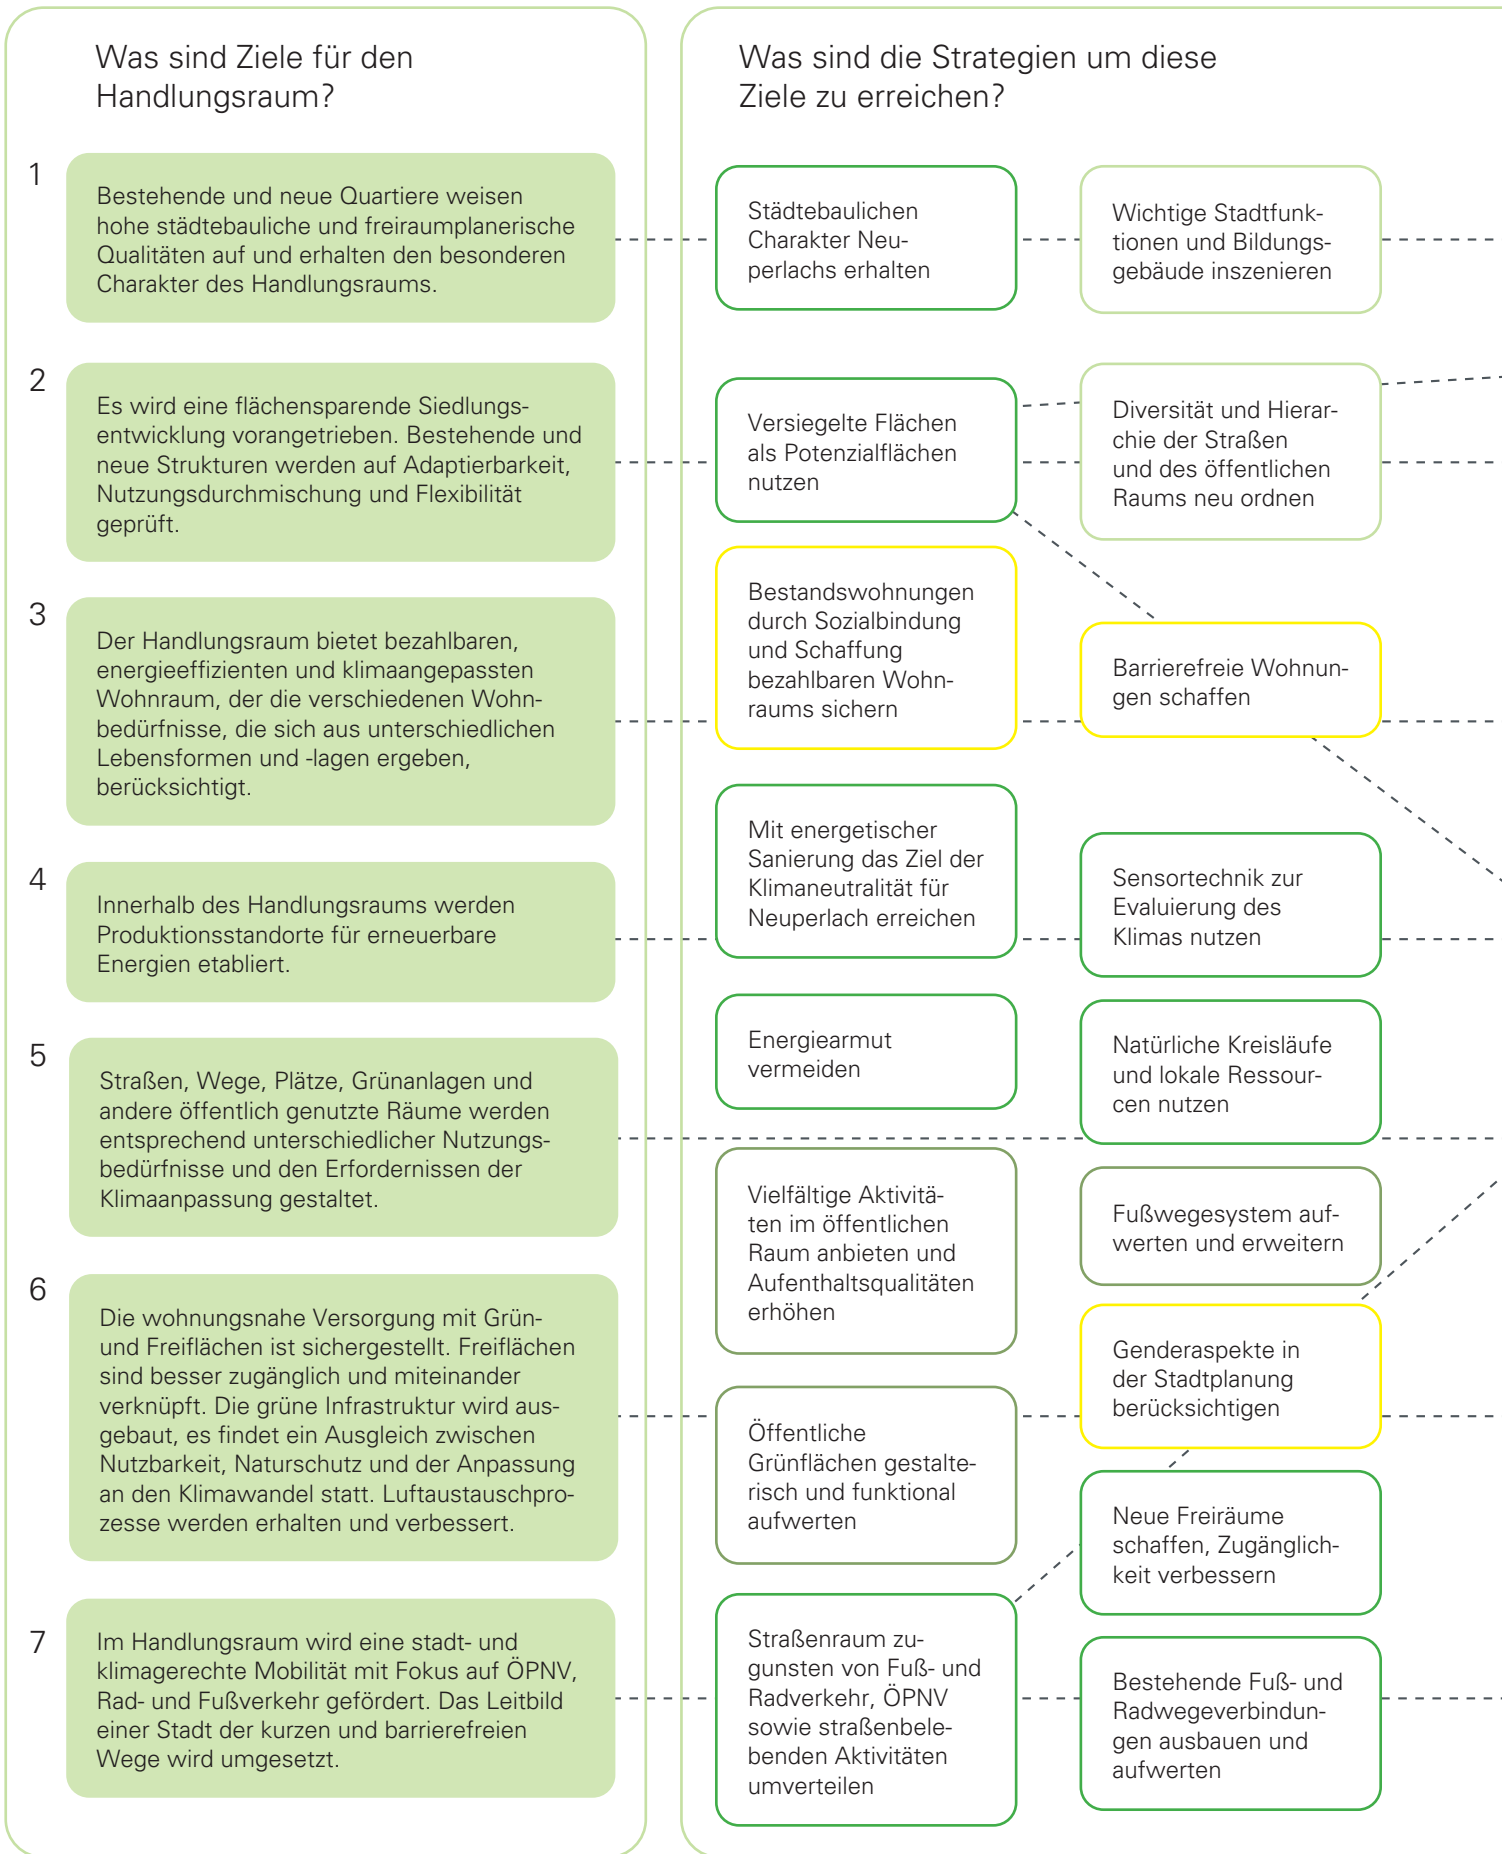 Was sind Ziele für den
Handlungsraum?
1
Bestehende und neue Quartiere weisen
hohe städtebauliche und freiraumplanerische
Qualitäten auf und erhalten den besonderen
Charakter des Handlungsraums.
2
Es wird eine flächensparende Siedlungs-
entwicklung vorangetrieben. Bestehende und
neue Strukturen werden auf Adaptierbarkeit,
Nutzungsdurchmischung und Flexibilität
geprüft.
3
Der Handlungsraum bietet bezahlbaren,
energieeffizienten und klimaangepassten
Wohnraum, der die verschiedenen Wohn-
bedürfnisse, die sich aus unterschiedlichen
Lebensformen und -lagen ergeben,
berücksichtigt.
4
Innerhalb des Handlungsraums werden
Produktionsstandorte für erneuerbare
Energien etabliert.
5
Straßen, Wege, Plätze, Grünanlagen und
andere öffentlich genutzte Räume werden
entsprechend unterschiedlicher Nutzungs-
bedürfnisse und den Erfordernissen der
Klimaanpassung gestaltet.
6
Die wohnungsnahe Versorgung mit Grün-
und Freiflächen ist sichergestellt. Freiflächen
sind besser zugänglich und miteinander
verknüpft. Die grüne Infrastruktur wird aus-
gebaut, es findet ein Ausgleich zwischen
Nutzbarkeit, Naturschutz und der Anpassung
an den Klimawandel statt. Luftaustauschpro-
zesse werden erhalten und verbessert.
7
Im Handlungsraum wird eine stadt- und
klimagerechte Mobilität mit Fokus auf ÖPNV,
Rad- und Fußverkehr gefördert. Das Leitbild
einer Stadt der kurzen und barrierefreien
Wege wird umgesetzt.
Was sind die Strategien um diese
Ziele zu erreichen?
Städtebaulichen
Charakter Neu-
perlachs erhalten
Wichtige Stadtfunk-
tionen und Bildungs-
gebäude inszenieren
Versiegelte Flächen
als Potenzialflächen
nutzen
Diversität und Hierar-
chie der Straßen
und des öffentlichen
Raums neu ordnen
Bestandswohnungen
durch Sozialbindung
und Schaffung
bezahlbaren Wohn-
raums sichern
Barrierefreie Wohnun-
gen schaffen
Mit energetischer
Sanierung das Ziel der
Klimaneutralität für
Neuperlach erreichen
Sensortechnik zur
Evaluierung des
Klimas nutzen
Energiearmut
vermeiden
Natürliche Kreisläufe
und lokale Ressour-
cen nutzen
Vielfältige Aktivitä-
ten im öffentlichen
Raum anbieten und
Aufenthaltsqualitäten
erhöhen
Fußwegesystem auf-
werten und erweitern
Genderaspekte in
der Stadtplanung
berücksichtigen
Öffentliche
Grünflächen gestalte-
risch und funktional
aufwerten
Neue Freiräume
schaffen, Zugänglich-
keit verbessern
Straßenraum zu-
gunsten von Fuß- und
Radverkehr, ÖPNV
sowie straßenbele-
benden Aktivitäten
umverteilen
Bestehende Fuß- und
Radwegeverbindun-
gen ausbauen und
aufwerten